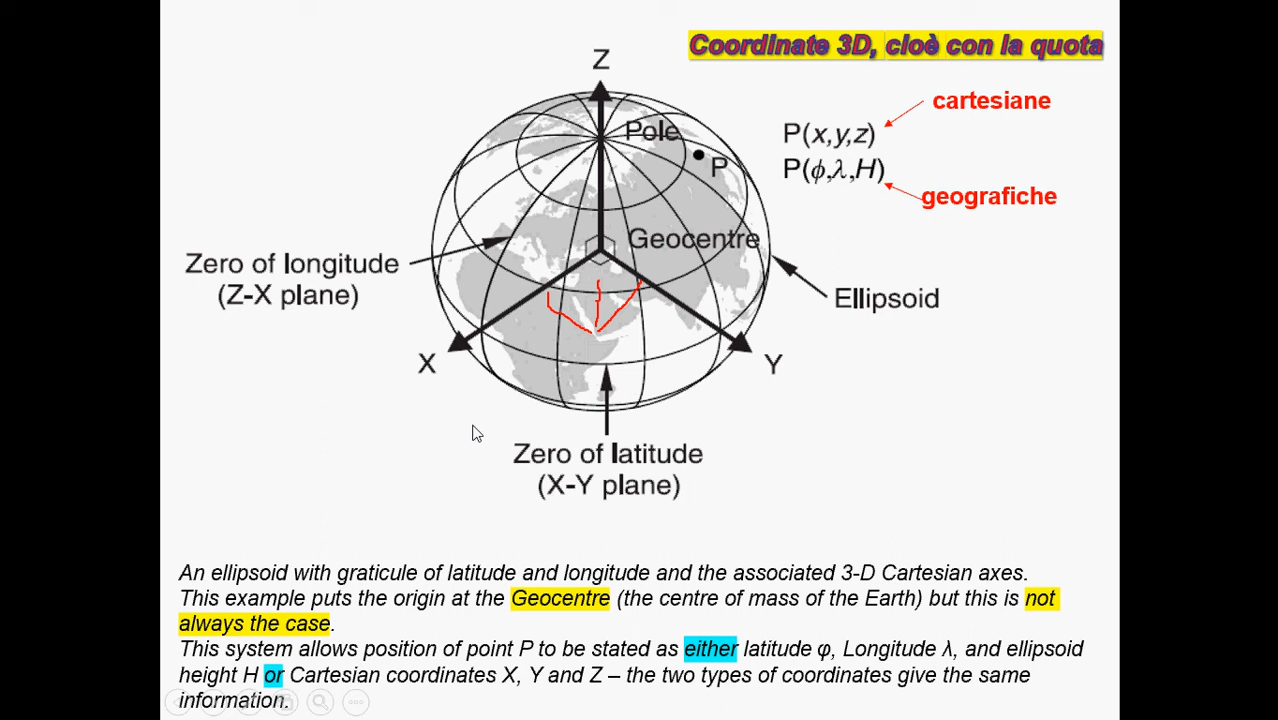 Coordinate 3D, cioè con la quota
Z
cartesiane
Pole
P(x,y,z)
P
P(ϕ,λ,H)
geografiche
Geocentre
Zero of longitude
(Z-X plane)
Ellipsoid
X
Y
Zero of latitude
(X-Y plane)
An ellipsoid with graticule of latitude and longitude and the associated 3-D Cartesian axes.
This example puts the origin at the Geocentre (the centre of mass of the Earth) but this is not
always the case.
This system allows position of point P to be stated as either latitude φ, Longitude λ, and ellipsoid
height H or Cartesian coordinates X, Y and Z – the two types of coordinates give the same
information.